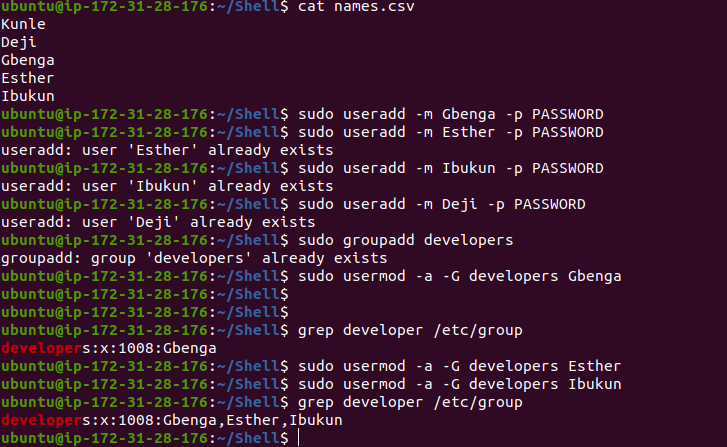 ubuntu@ip-172-31-28-176:~/Shell$ cat names.csv
Kunle
Deji
Gbenga
Esther
Ibukun
ubuntu@ip-172-31-28-176:~/Shell$ sudo useradd -m Gbenga -p PASSWORD
ubuntu@ip-172-31-28-176:~/Shell$ sudo useradd -m Esther -p PASSWORD
useradd: user 'Esther' already exists
ubuntu@ip-172-31-28-176:~/Shell$ sudo useradd -m Ibukun -p PASSWORD
useradd: user 'Ibukun' already exists
ubuntu@ip-172-31-28-176:~/Shell$ sudo useradd -m Deji -p PASSWORD
useradd: user 'Deji' already exists
ubuntu@ip-172-31-28-176:~/Shell$ sudo groupadd developers
groupadd: group 'developers' already exists
ubuntu@ip-172-31-28-176:~/Shell$ sudo usermod -a -G developers Gbenga
ubuntu@ip-172-31-28-176:~/Shell$
ubuntu@ip-172-31-28-176:~/Shell$
ubuntu@ip-172-31-28-176:~/Shell$ grep developer /etc/group
developers:x:1008:Gbenga
ubuntu@ip-172-31-28-176:~/Shell$ sudo usermod -a -G developers Esther
ubuntu@ip-172-31-28-176:~/Shell$ sudo usermod -a -G developers Ibukun
ubuntu@ip-172-31-28-176:~/Shell$ grep developer /etc/group
developers:x:1008:Gbenga,Esther,Ibukun
ubuntu@ip-172-31-28-176:~/Shell$